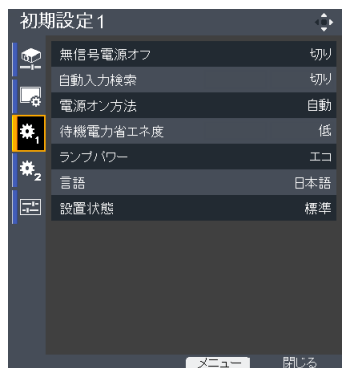 初期設定1
無信号電源オフ 切り
自動入力検索 切り
電源オン方法 自動
待機電力省エネ度 低
ランプパワー エコ
言語 日本語
設置状態 標準
1
2
メニュー 閉じる